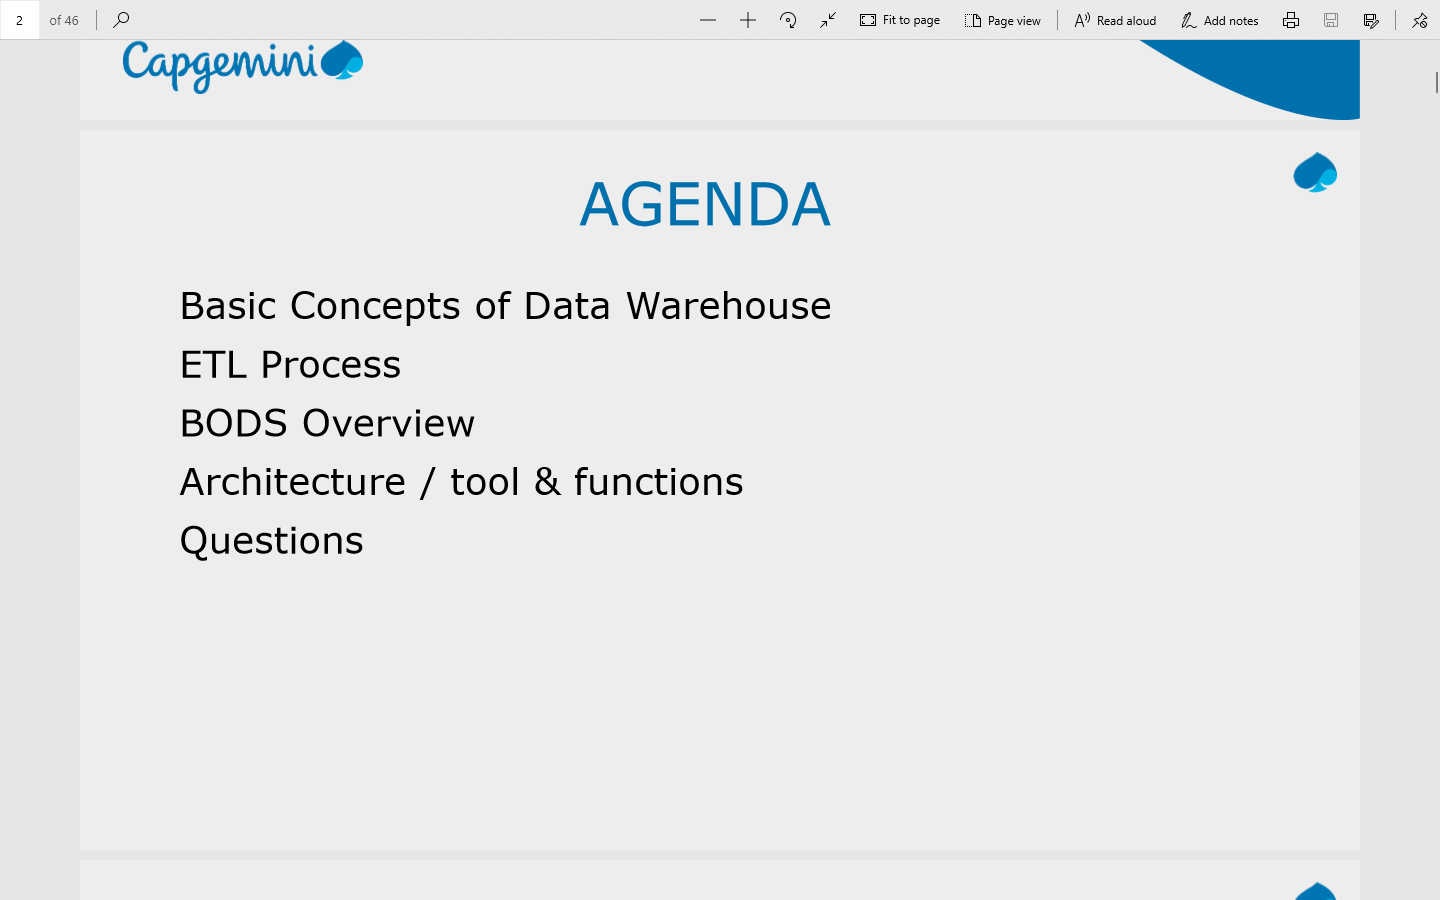 2 of 46
Fit to page
Page view
Read aloud
Add notes
Capgemini
AGENDA
Basic Concepts of Data Warehouse
ETL Process
BODS Overview
Architecture / tool & functions
Questions